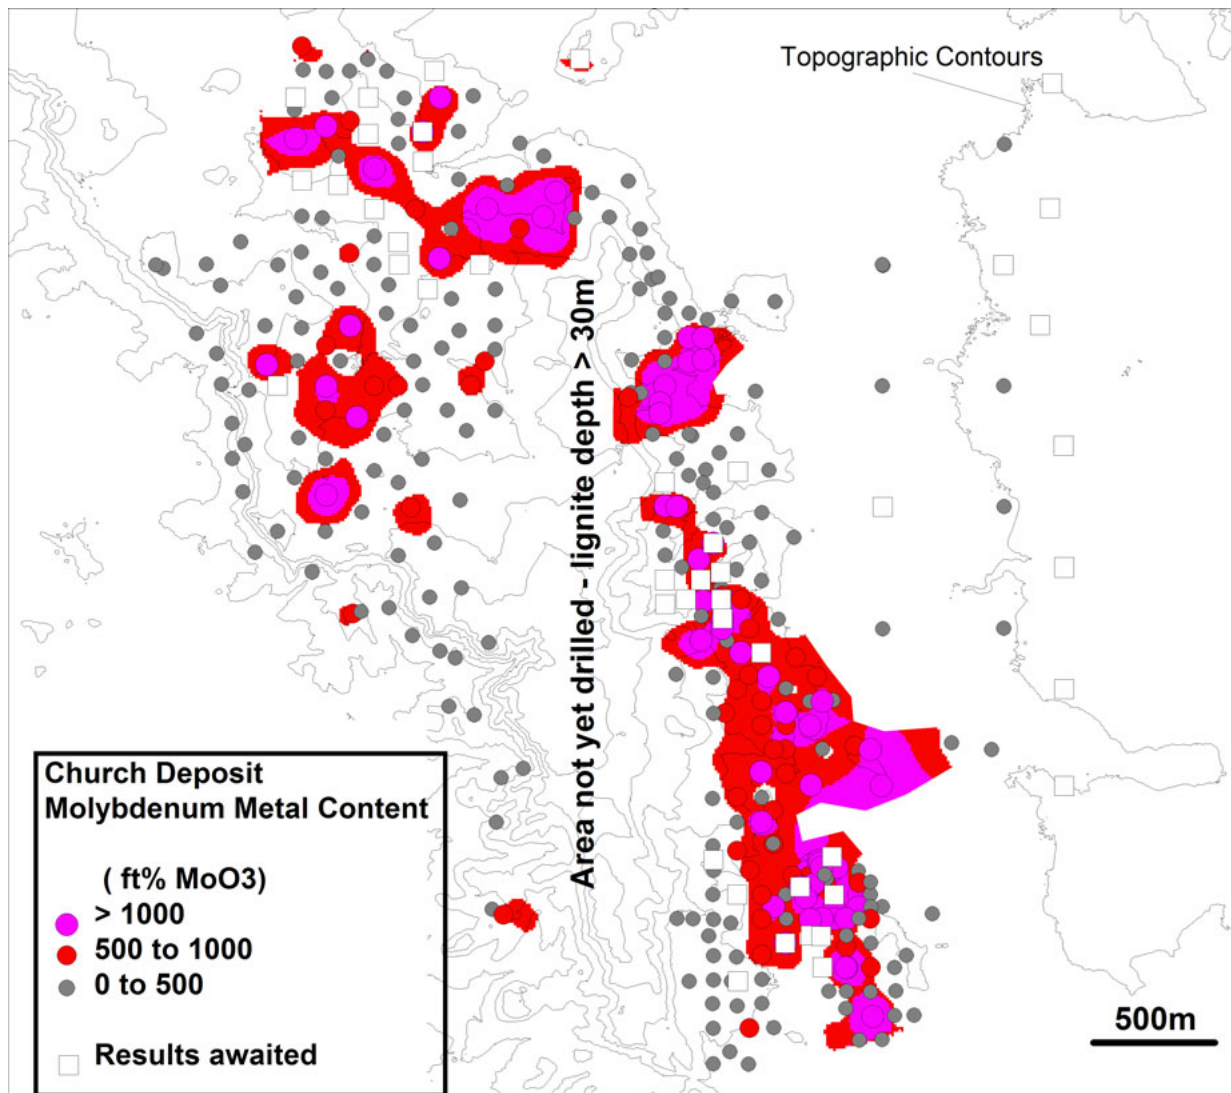 Topographic Contours
Area not yet drilled - lignite depth > 30m
Church Deposit
Molybdenum Metal Content
( ft% MoO3)
> 1000
500 to 1000
0 to 500
Results awaited
500m